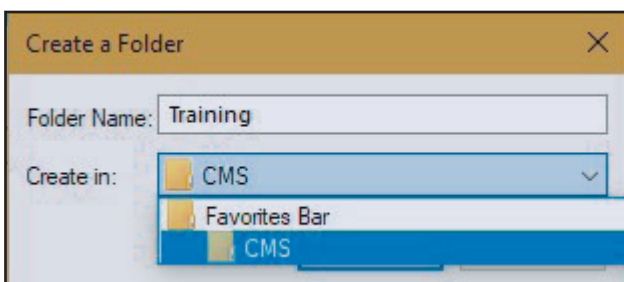 Create a Folder
Folder Name: Training
Create in: CMS
Favorites Bar
CMS